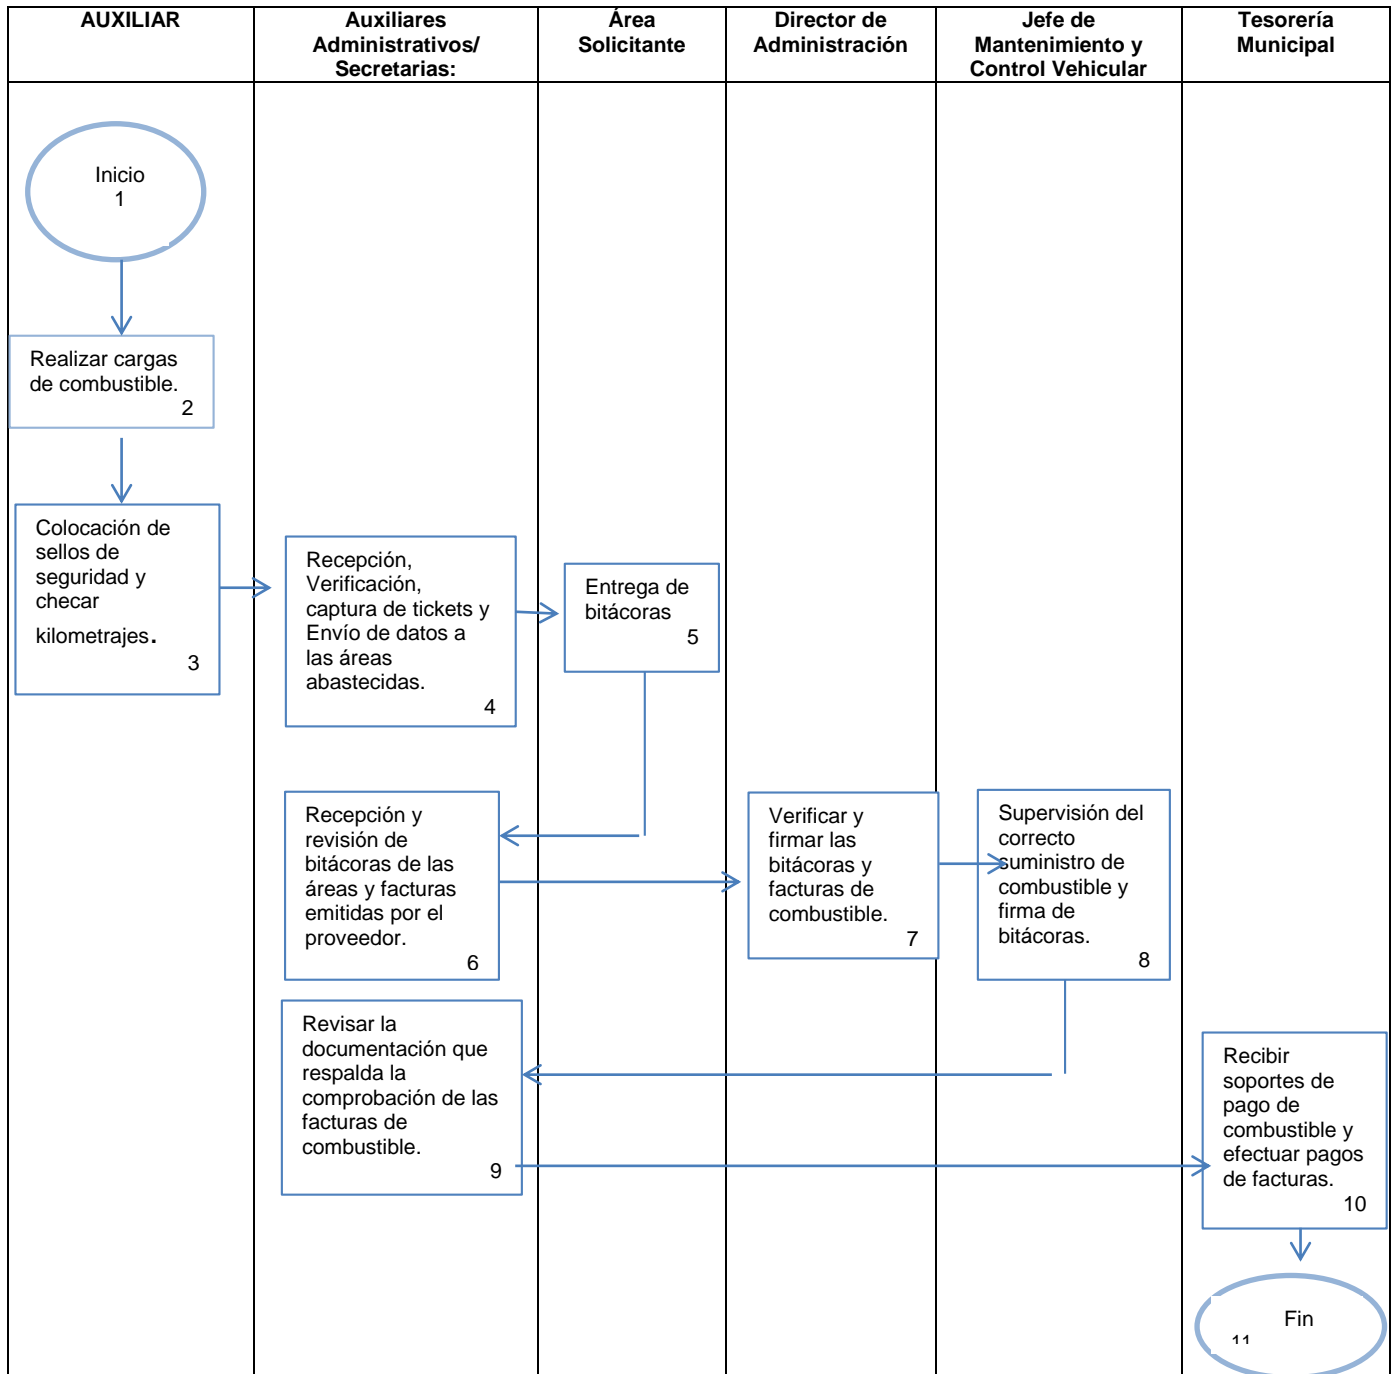 AUXILIAR
Auxiliares
Administrativos/
Secretarias:
Área
Solicitante
Director de
Administración
Jefe de
Mantenimiento y
Control Vehicular
Tesorería
Municipal
Inicio
1
Realizar cargas
de combustible.
2
Colocación de
sellos de
seguridad y
checar
kilometrajes.
3
Recepción,
Verificación,
captura de tickets y
Envío de datos a
las áreas
abastecidas.
4
Entrega de
bitácoras
5
Recepción y
revisión de
bitácoras de las
áreas y facturas
emitidas por el
proveedor.
6
Verificar y
firmar las
bitácoras y
facturas de
combustible.
7
Supervisión del
correcto
suministro de
combustible y
firma de
bitácoras.
8
Revisar la
documentación que
respalda la
comprobación de las
facturas de
combustible.
9
Recibir
soportes de
pago de
combustible y
efectuar pagos
de facturas.
10
Fin
11